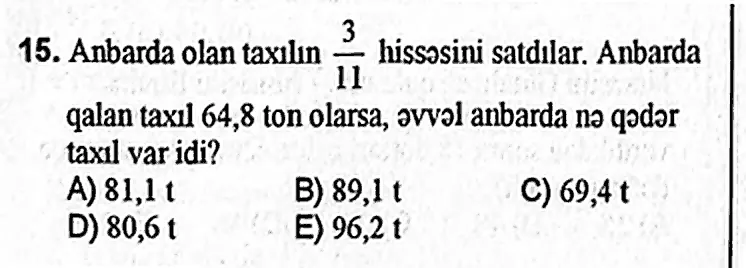 15. Anbarda olan taxılın 3/11 hissəsini satdılar. Anbarda
qalan taxıl 64,8 ton olarsa, əvvəl anbarda nə qədər
taxıl var idi?
A) 81,1 t B) 89,1 t C) 69,4 t
D) 80,6 t E) 96,2 t